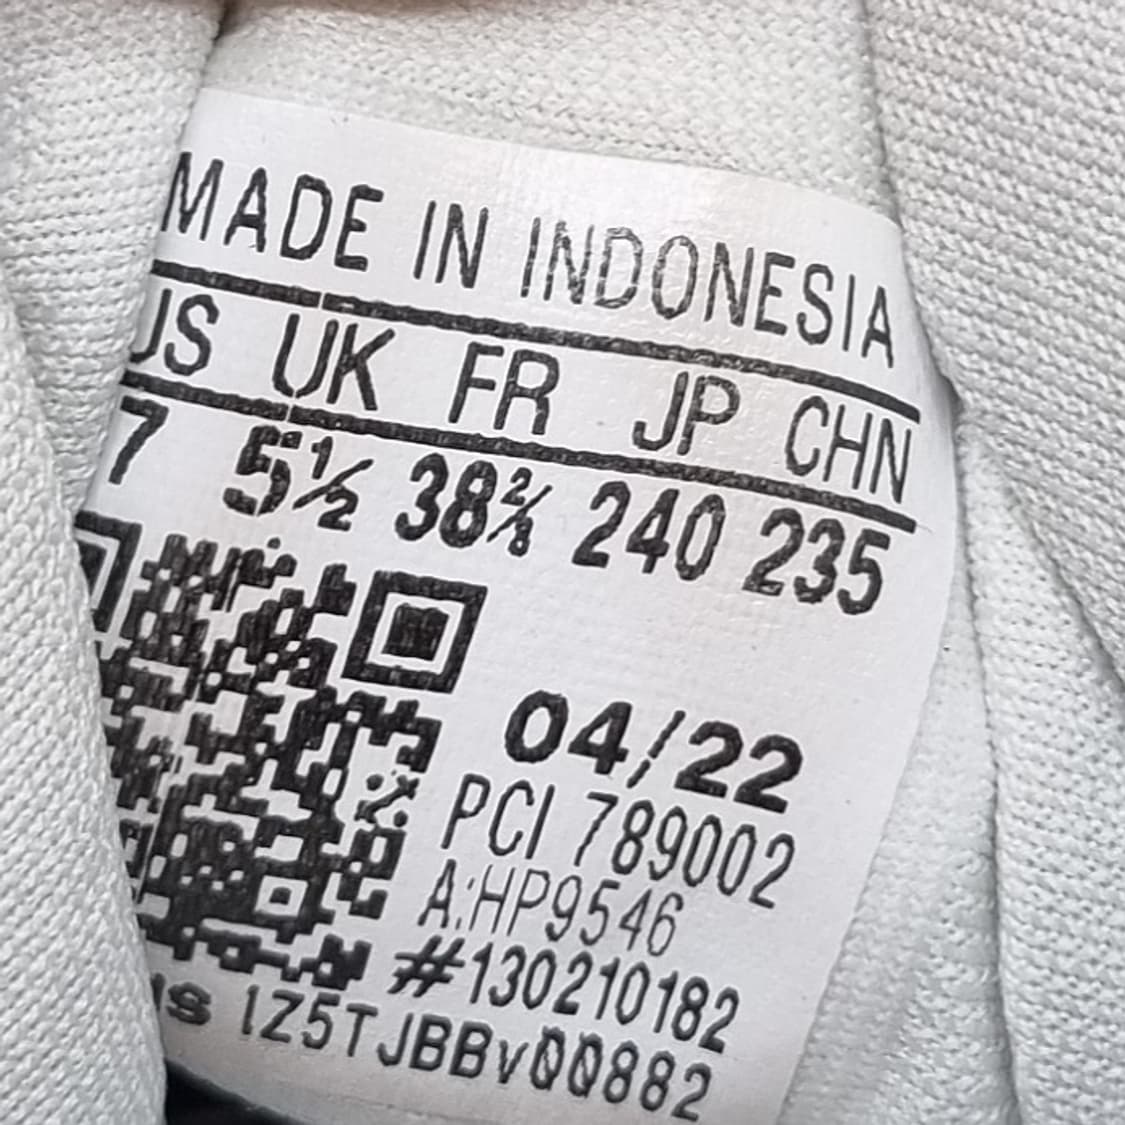 MADE IN INDONESIA
US UK FR JP CHN
7 5½ 38⅔ 240 235
04/22
PCI 789002
A:HP9546
#130210182
IZ5TJBBv00882